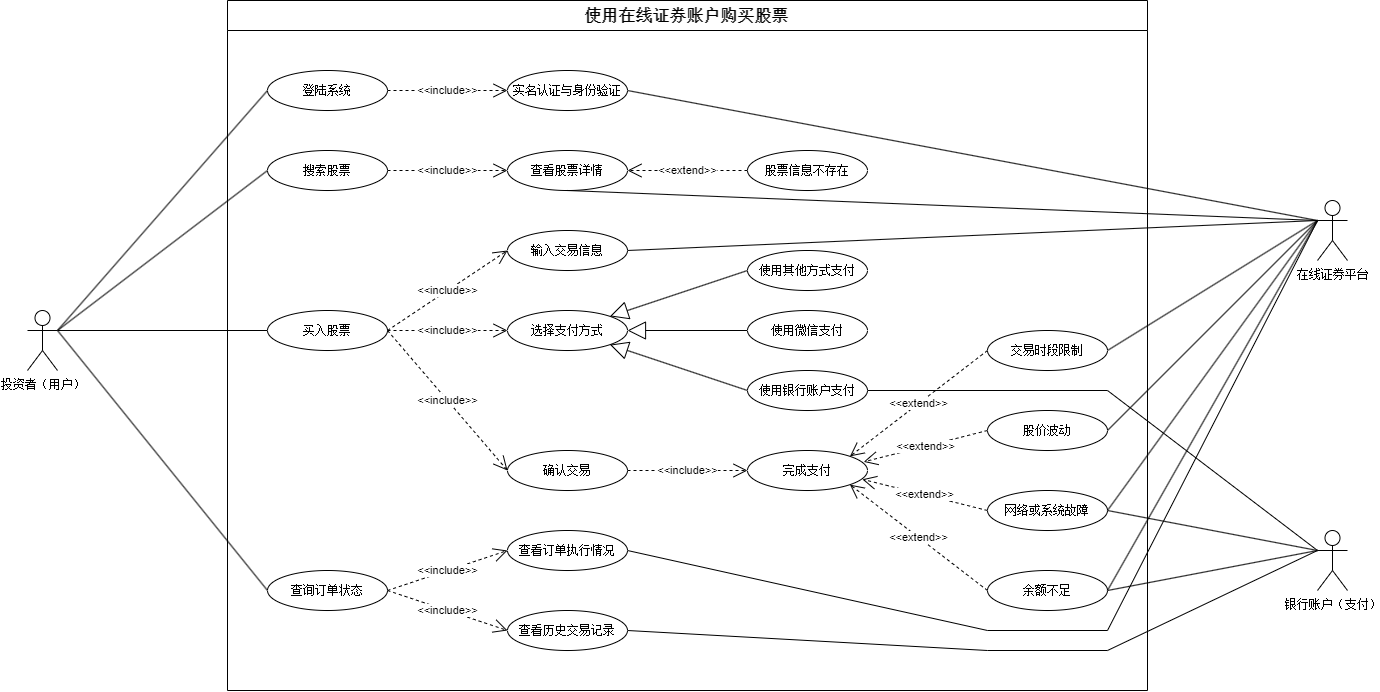 使用在线证券账户购买股票
登陆系统
<<include>>
实名认证与身份验证
搜索股票
<<include>>
查看股票详情
<<extend>>
股票信息不存在
输入交易信息
在线证券平台
使用其他方式支付
<<include>>
买入股票
<<include>>
选择支付方式
使用微信支付
交易时段限制
投资者（用户）
使用银行账户支付
<<include>>
<<extend>>
股价波动
<<extend>>
确认交易
<<include>>
完成支付
<<extend>>
网络或系统故障
<<extend>>
查看订单执行情况
<<include>>
查询订单状态
余额不足
银行账户（支付）
<<include>>
查看历史交易记录